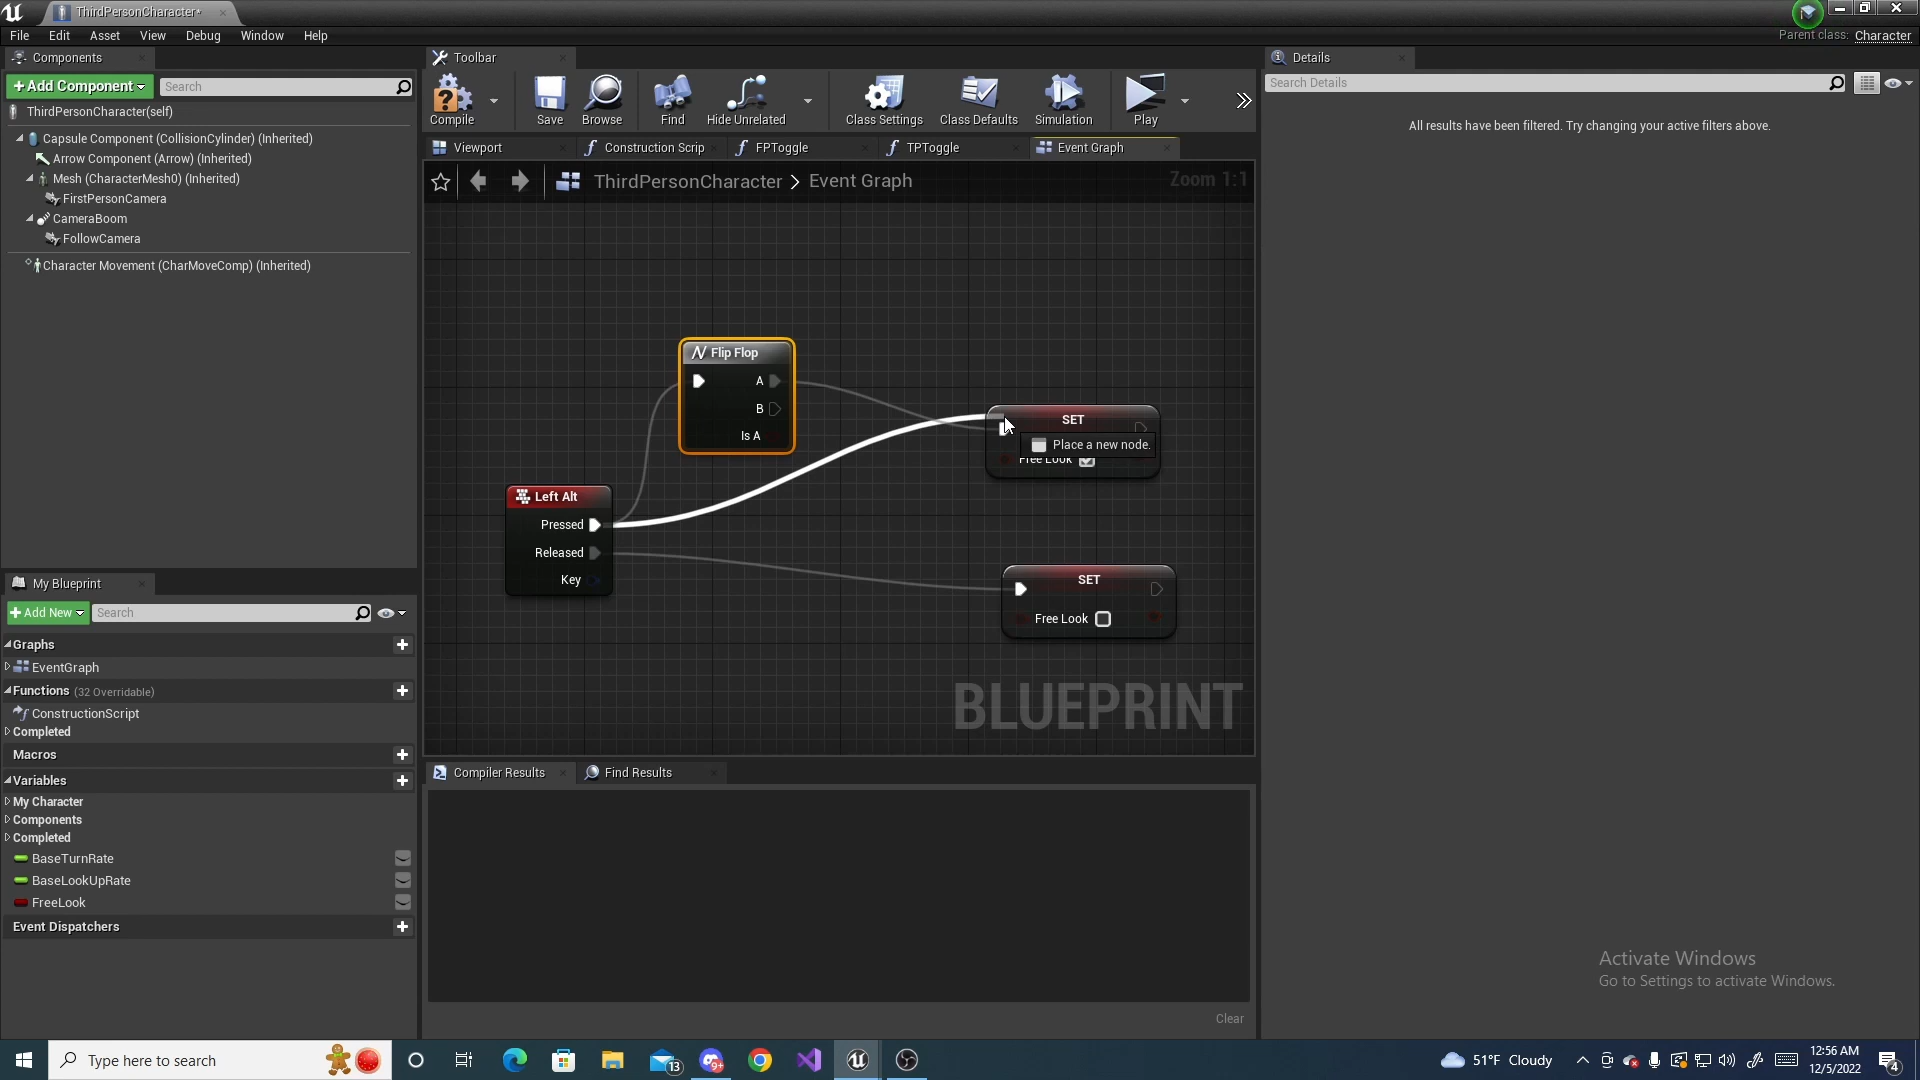 ThirdPersonCharacter*
File Edit Asset View Debug Window Help
Parent class: Character
Components
+Add Component
Search
ThirdPersonCharacter(self)
Capsule Component (CollisionCylinder) (Inherited)
Arrow Component (Arrow) (Inherited)
Mesh (CharacterMesh0) (Inherited)
FirstPersonCamera
CameraBoom
FollowCamera
Character Movement (CharMoveComp) (Inherited)
My Blueprint
+Add New
Search
Graphs
EventGraph
Functions (32 Overridable)
ConstructionScript
Completed
Macros
Variables
My Character
Components
Completed
BaseTurnRate
BaseLookUpRate
FreeLook
Event Dispatchers
Toolbar
Compile Save Browse Find Hide Unrelated Class Settings Class Defaults Simulation Play
Viewport Construction Scrip FPToggle TPToggle Event Graph
ThirdPersonCharacter > Event Graph
Zoom 1:1
Flip Flop
A
B
Is A
Left Alt
Pressed
Released
Key
SET
Place a new node.
Free Look
SET
Free Look
BLUEPRINT
Compiler Results Find Results
Clear
Details
Search Details
All results have been filtered. Try changing your active filters above.
Activate Windows
Go to Settings to activate Windows.
Type here to search
13
9+
51°F Cloudy
12:56 AM
12/5/2022
4